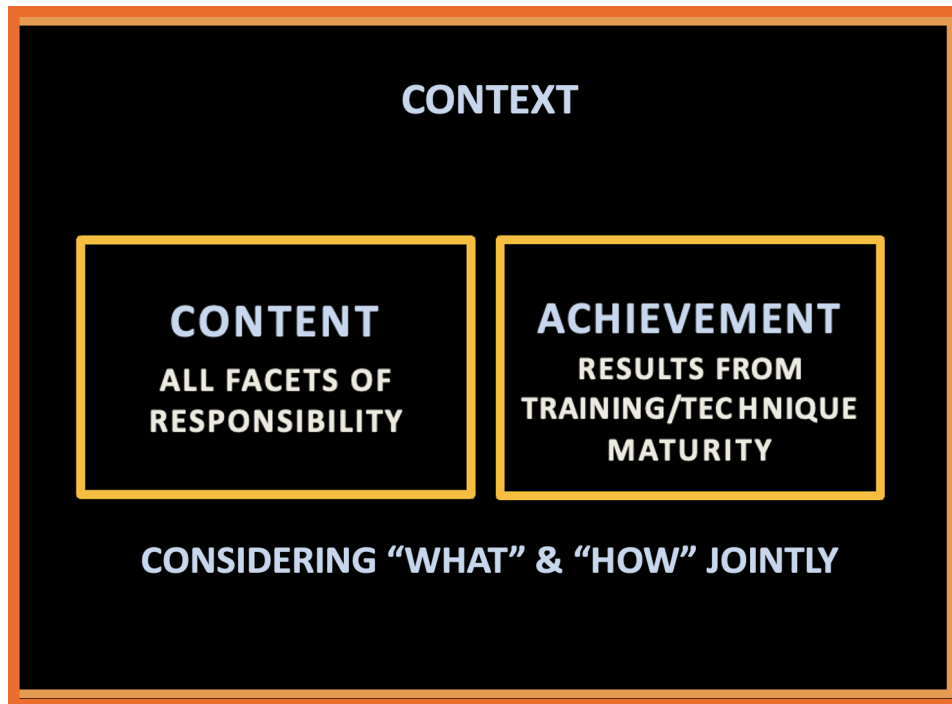 CONTEXT
CONTENT
ALL FACETS OF
RESPONSIBILITY
ACHIEVEMENT
RESULTS FROM
TRAINING/TECHNIQUE
MATURITY
CONSIDERING “WHAT” & “HOW” JOINTLY